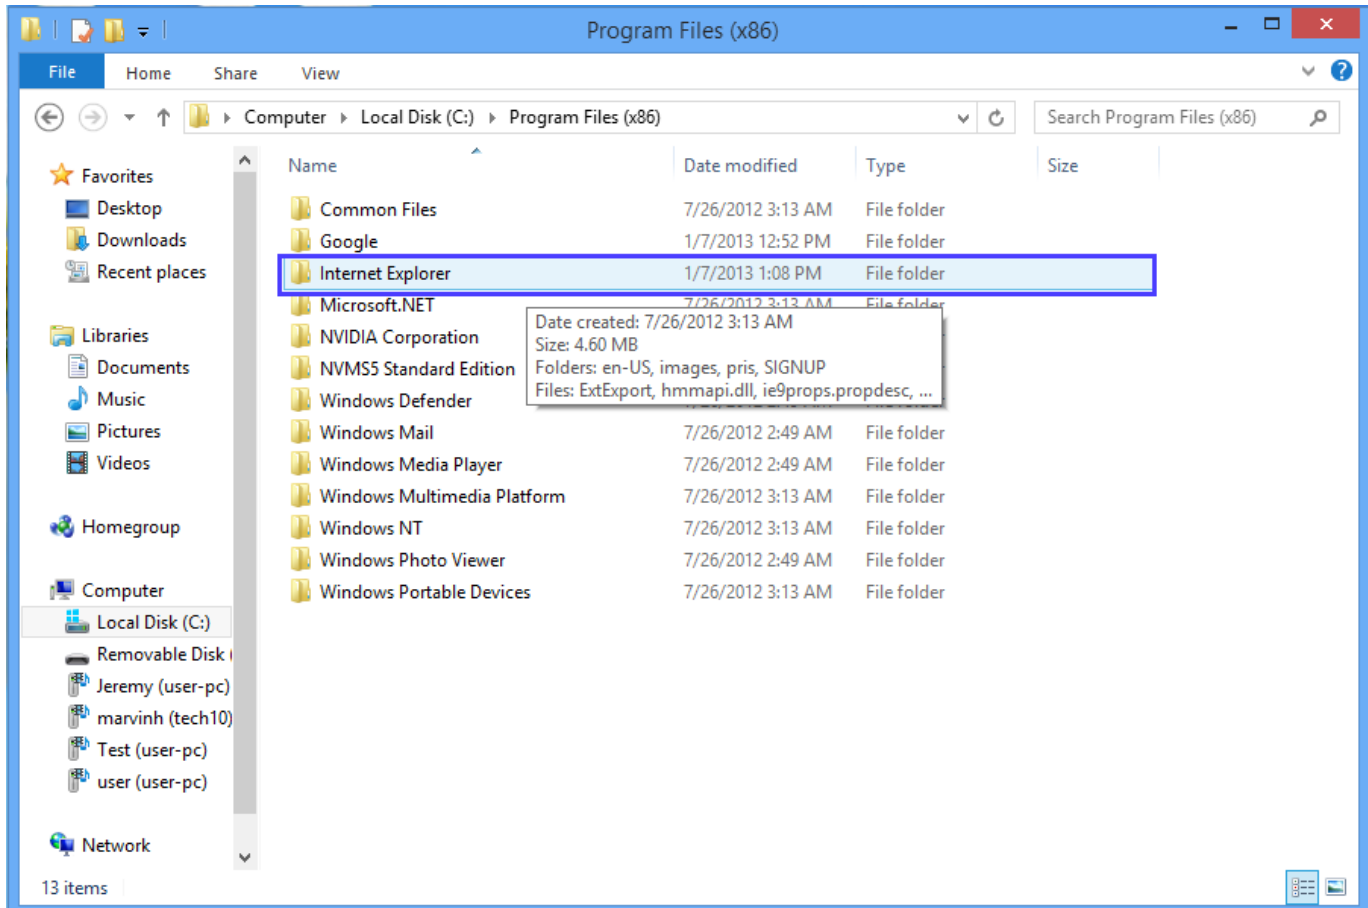 Program Files (x86)
File Home Share View
Computer Local Disk (C:) Program Files (x86) Search Program Files (x86)
Favorites
Desktop
Downloads
Recent places
Libraries
Documents
Music
Pictures
Videos
Homegroup
Computer
Local Disk (C:)
Removable Disk
Jeremy (user-pc)
marvinh (tech10)
Test (user-pc)
user (user-pc)
Network
Name Date modified Type Size
Common Files 7/26/2012 3:13 AM File folder
Google 1/7/2013 12:52 PM File folder
Internet Explorer 1/7/2013 1:08 PM File folder
Microsoft.NET 7/26/2012 3:13 AM File folder
NVIDIA Corporation
NVMS5 Standard Edition
Windows Defender
Date created: 7/26/2012 3:13 AM
Size: 4.60 MB
Folders: en-US, images, pris, SIGNUP
Files: ExtExport, hmmapi.dll, ie9props.propdesc, ...
Windows Mail 7/26/2012 2:49 AM File folder
Windows Media Player 7/26/2012 2:49 AM File folder
Windows Multimedia Platform 7/26/2012 3:13 AM File folder
Windows NT 7/26/2012 3:13 AM File folder
Windows Photo Viewer 7/26/2012 2:49 AM File folder
Windows Portable Devices 7/26/2012 3:13 AM File folder
13 items